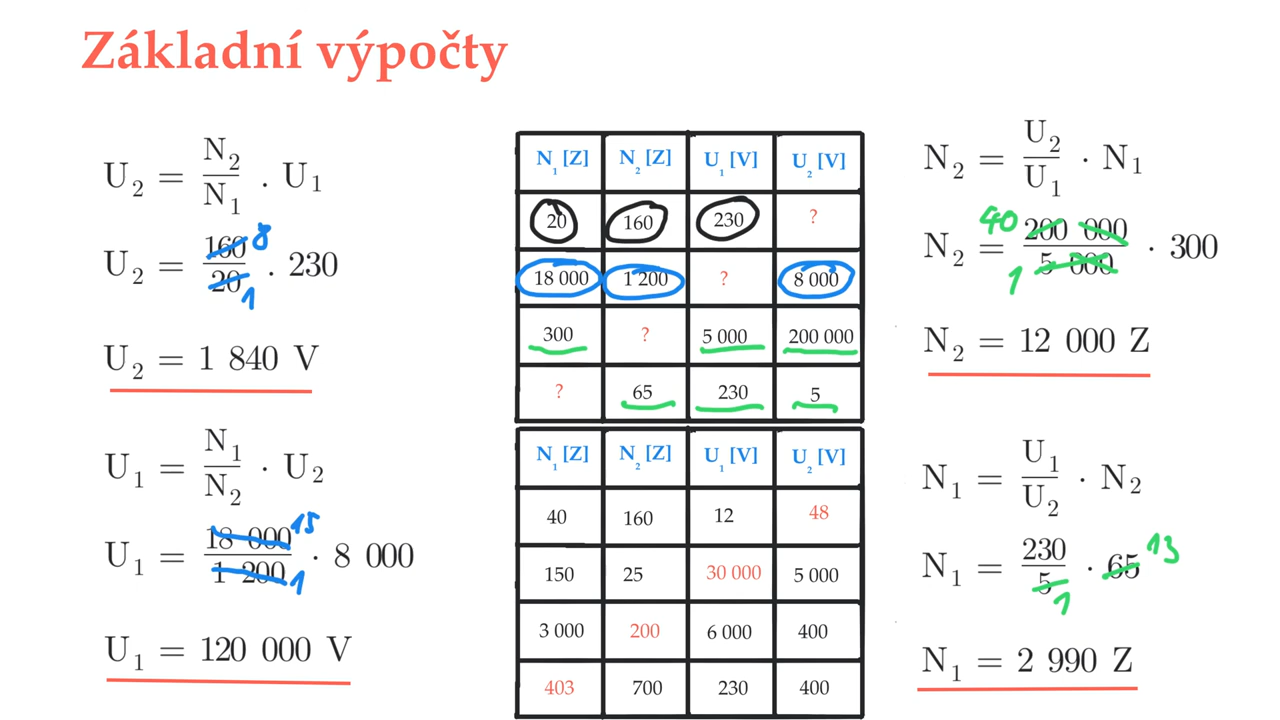 Základní výpočty
U₂ = N₂/N₁ · U₁
U₂ = 160/20 · 230
8
1
U₂ = 1 840 V
U₁ = N₁/N₂ · U₂
U₁ = 18 000/1 200 · 8 000
15
1
U₁ = 120 000 V
N₁ [Z] N₂ [Z] U₁ [V] U₂ [V]
20 160 230 ?
18 000 1 200 ? 8 000
300 ? 5 000 200 000
? 65 230 5
N₁ [Z] N₂ [Z] U₁ [V] U₂ [V]
40 160 12 48
150 25 30 000 5 000
3 000 200 6 000 400
403 700 230 400
N₂ = U₂/U₁ · N₁
N₂ = 200 000/5 000 · 300
40
1
N₂ = 12 000 Z
N₁ = U₁/U₂ · N₂
N₁ = 230/5 · 65
13
1
N₁ = 2 990 Z